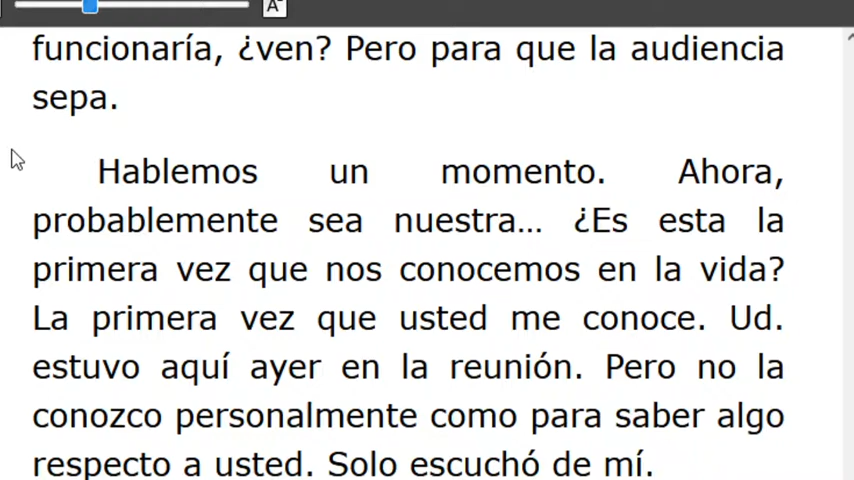 A
funcionaría, ¿ven? Pero para que la audiencia
sepa.
Hablemos un momento. Ahora,
probablemente sea nuestra... ¿Es esta la
primera vez que nos conocemos en la vida?
La primera vez que usted me conoce. Ud.
estuvo aquí ayer en la reunión. Pero no la
conozco personalmente como para saber algo
respecto a usted. Solo escuchó de mí.